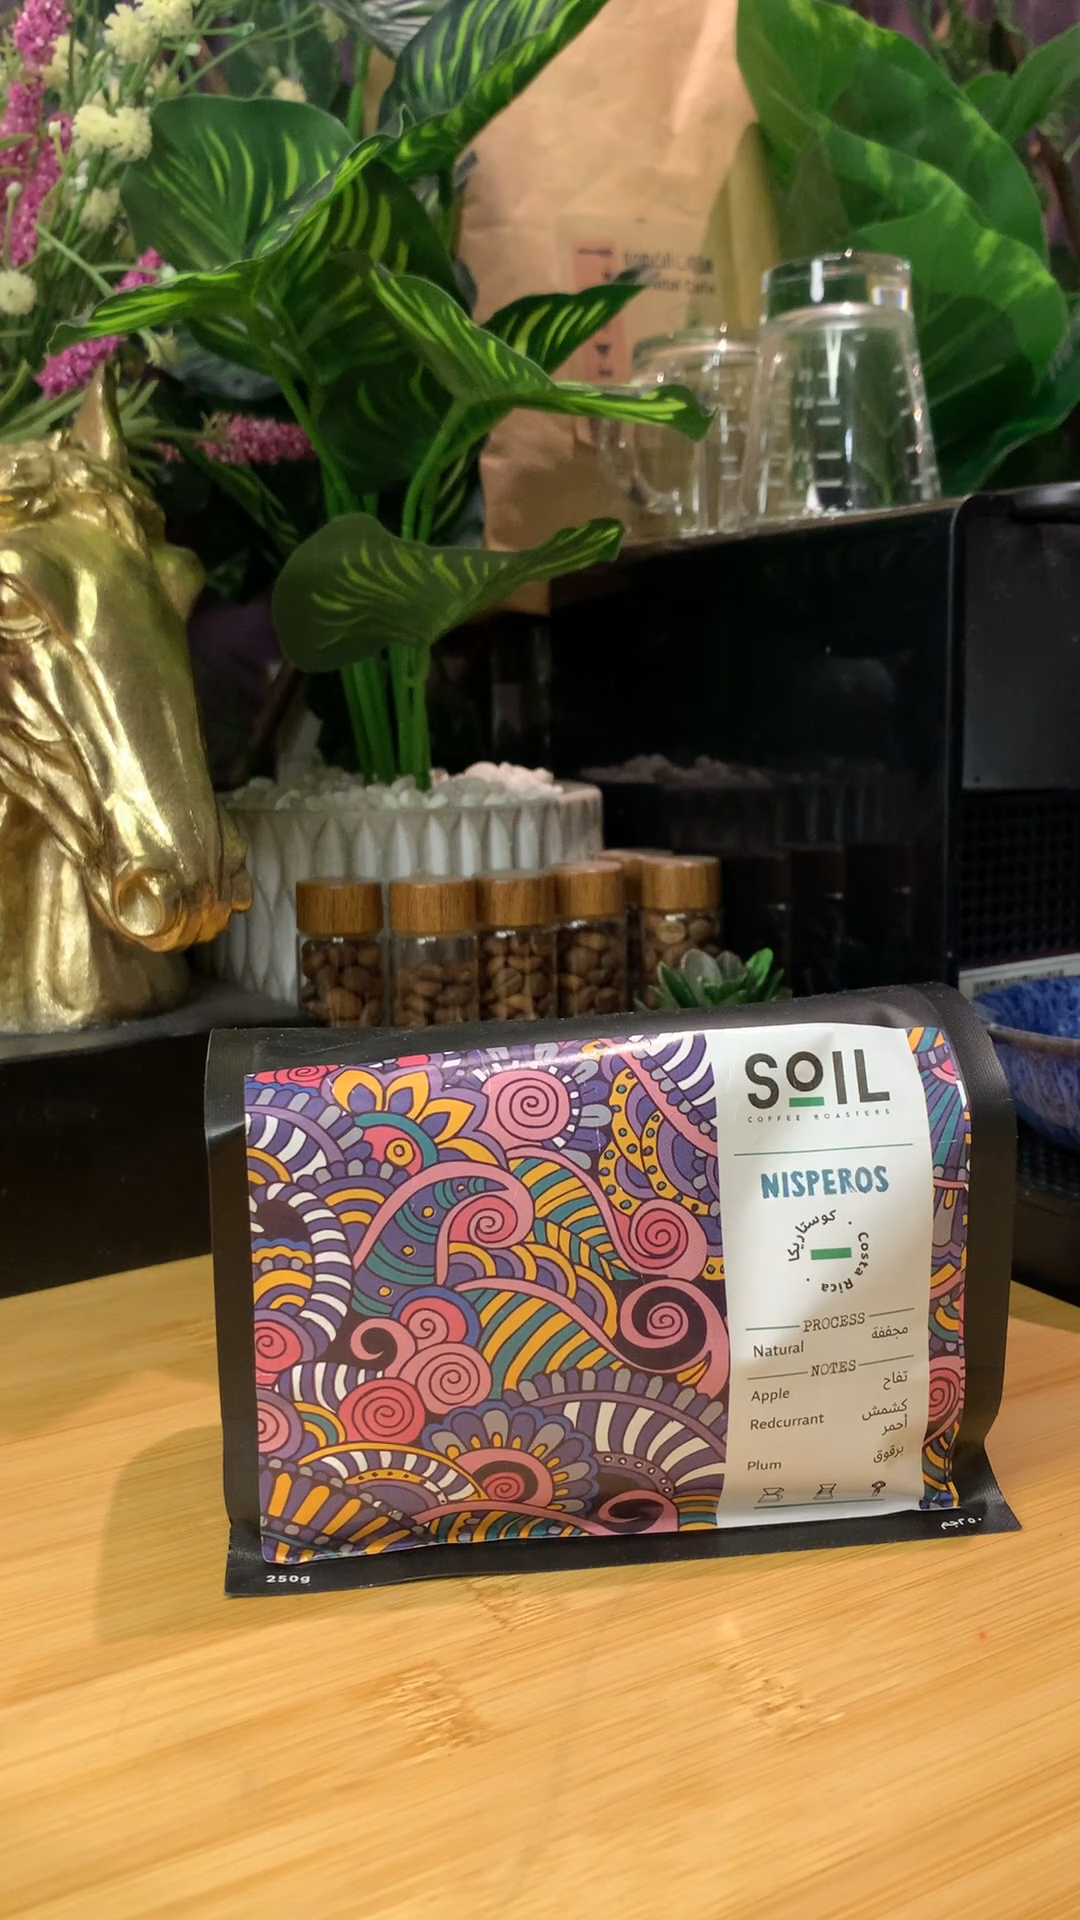 SOIL
COFFEE ROASTERS
NISPEROS
كوستاريكا
Costa Rica
PROCESS
Natural مجففة
NOTES
Apple تفاح
Redcurrant كشمش أحمر
Plum برقوق
250g
٢٥٠جم